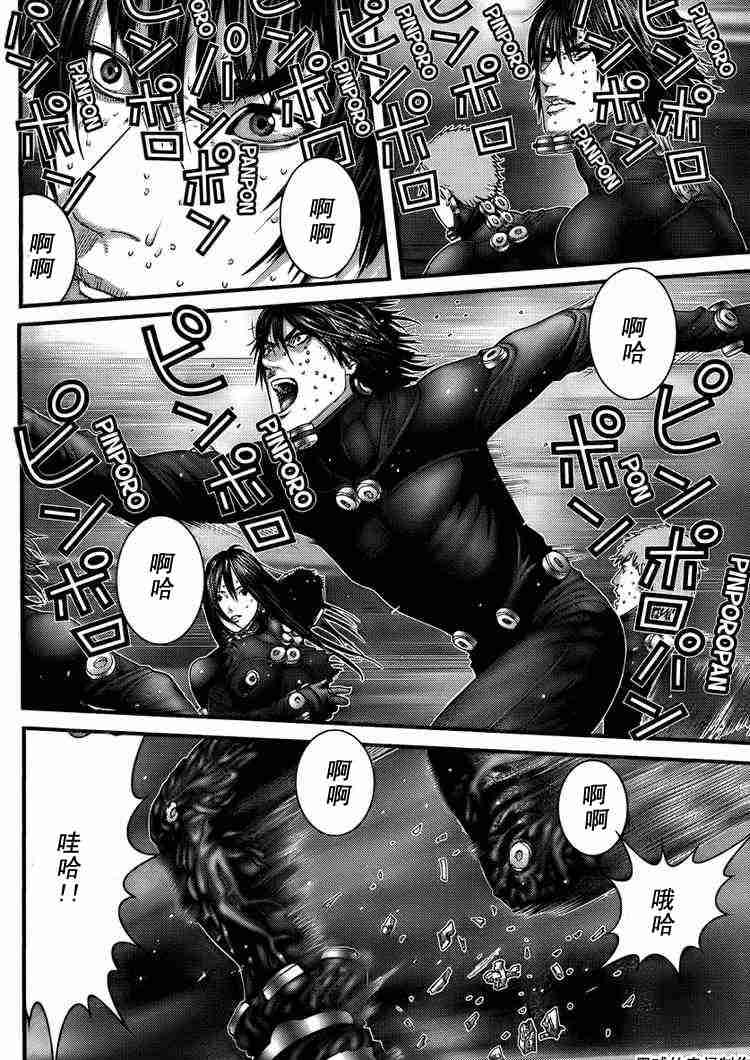 ピンポロ
PINPORO
PANPON
パンポン
啊
啊
ピンポロ
PINPORO
ピンポロ
PINPORO
PANPON
パンポン
啊
啊
ピンポロ
PINPORO
ピンポロ
PINPORO
PANPON
パンポン
啊
哈
ピンポロパーン
PINPOROPAN
ポン
PON
ピンポロ
PINPORO
ピンポロ
PINPORO
啊
哈
啊
啊
啊
啊
哦
哈
哇
哈
!!